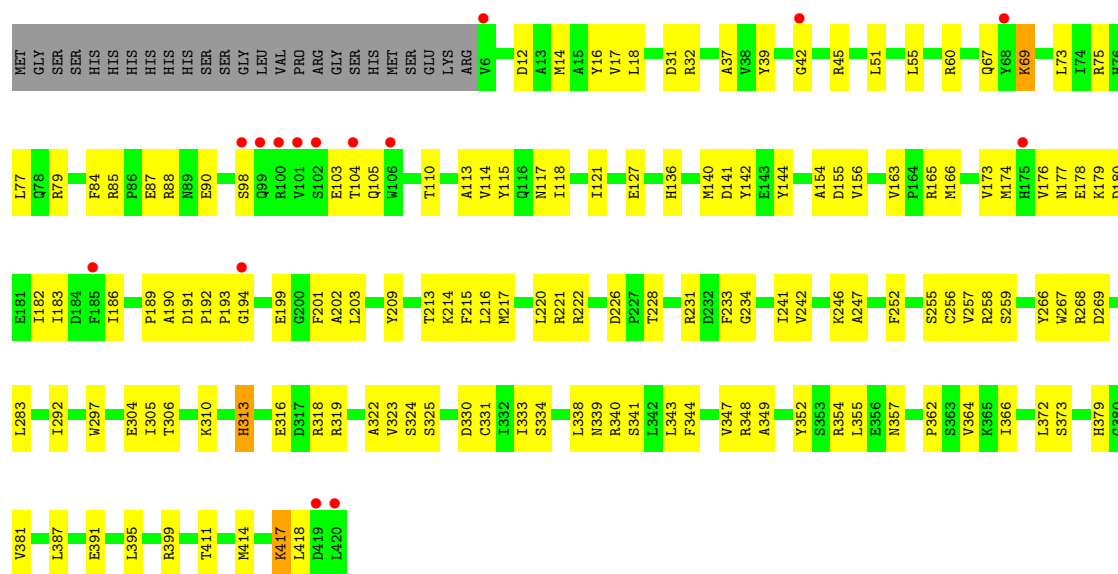 MET GLY SER SER HIS HIS HIS HIS HIS HIS SER SER GLY LEU VAL PRO ARG GLY SER HIS MET SER GLU LYS ARG V6 D12 A13 M14 A15 Y16 V17 L18 D31 R32 A37 V38 Y39 G42 R45 L51 L55 R60 Q67 Y68 K69 L73 I74 R75 H76
L77 Q78 R79 F84 R85 P86 E87 R88 N89 E90 S98 Q99 R100 V101 S102 E103 T104 Q105 W106 T110 A113 V114 Y115 Q116 N117 I118 I121 E127 H136 M140 D141 Y142 E143 Y144 A154 D155 V156 V163 P164 R165 M166 V173 M174 H175 V176 N177 E178 K179
E181 I182 I183 D184 F185 I186 P189 A190 D191 P192 P193 G194 E199 G200 F201 A202 L203 Y209 T213 K214 F215 L216 M217 L220 R221 R222 D226 P227 T228 R231 D232 F233 G234 I241 V242 K246 A247 F252 S255 C256 V257 R258 S259 Y266 W267 R268 D269
L283 I292 W297 E304 I305 T306 K310 H313 E316 D317 R318 R319 A322 V323 S324 S325 D330 C331 I332 I333 S334 L338 N339 R340 S341 L342 L343 F344 V347 R348 A349 Y352 S353 R354 L355 E356 N357 P362 S363 V364 K365 I366 L372 S373 H379
V381 L387 E391 L395 R399 T411 M414 K417 L418 D419 L420